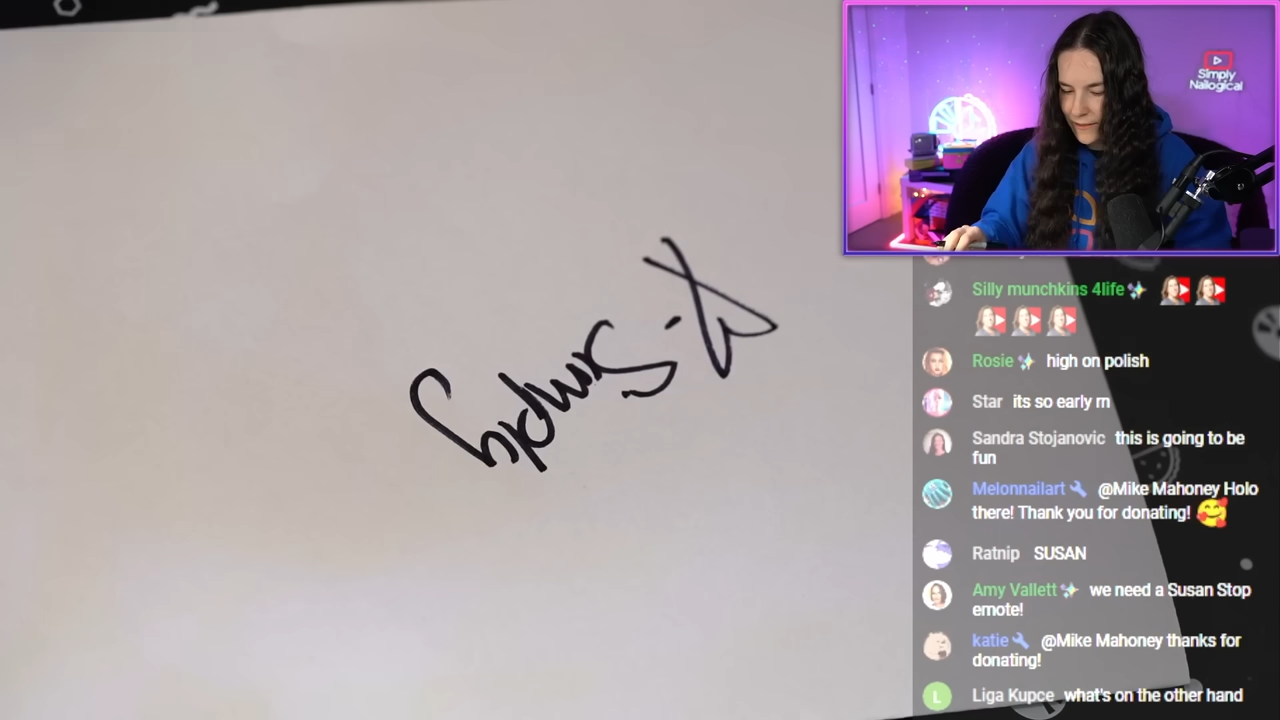 -Simply
Simply
Nailogical
Silly munchkins 4life
Rosie high on polish
Star its so early rn
Sandra Stojanovic this is going to be
fun
Melonnailart @Mike Mahoney Holo
there! Thank you for donating!
Ratnip SUSAN
Amy Vallett we need a Susan Stop
emote!
katie @Mike Mahoney thanks for
donating!
L Liga Kupce what's on the other hand